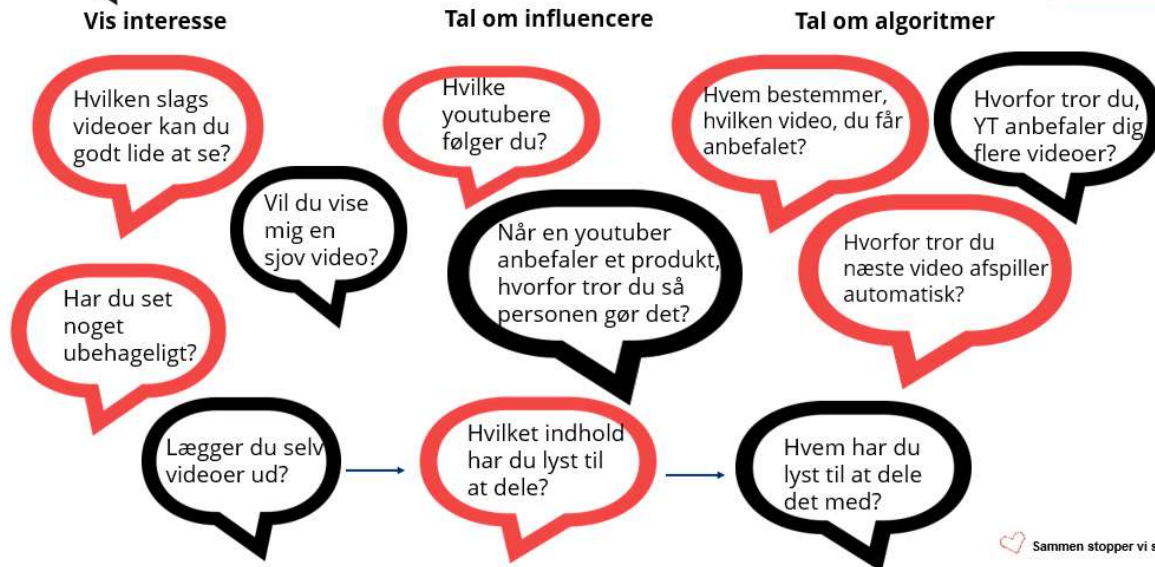 Vis interesse
Tal om influencere
Tal om algoritmer
Hvilken slags
videoer kan du
godt lide at se?
Vil du vise
mig en
sjov video?
Har du set
noget
ubehageligt?
Lægger du selv
videoer ud?
Hvilke
youtubere
følger du?
Når en youtuber
anbefaler et produkt,
hvorfor tror du så
personen gør det?
Hvilket indhold
har du lyst til
at dele?
Hvem bestemmer,
hvilken video, du får
anbefalet?
Hvorfor tror du,
YT anbefaler dig
flere videoer?
Hvorfor tror du
næste video afspiller
automatisk?
Hvem har du
lyst til at dele
det med?
Sammen stopper vi s